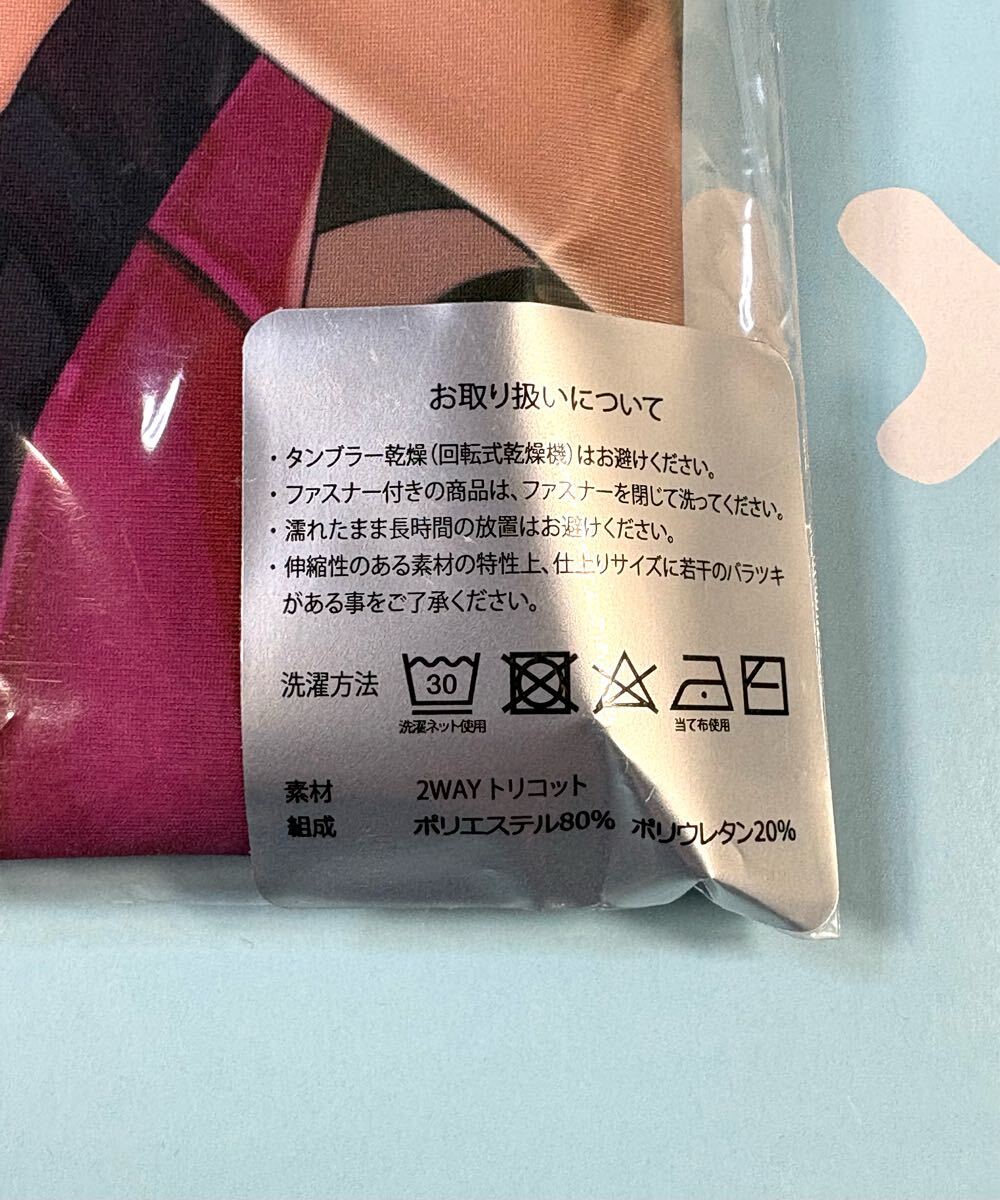 お取り扱いについて
・タンブラー乾燥(回転式乾燥機)はお避けください。
・ファスナー付きの商品は、ファスナーを閉じて洗ってください。
・濡れたまま長時間の放置はお避けください。
・伸縮性のある素材の特性上、仕上りサイズに若干のバラツキ
がある事をご了承ください。
洗濯方法 30
洗濯ネット使用 当て布使用
素材 2WAYトリコット
組成 ポリエステル80% ポリウレタン20%